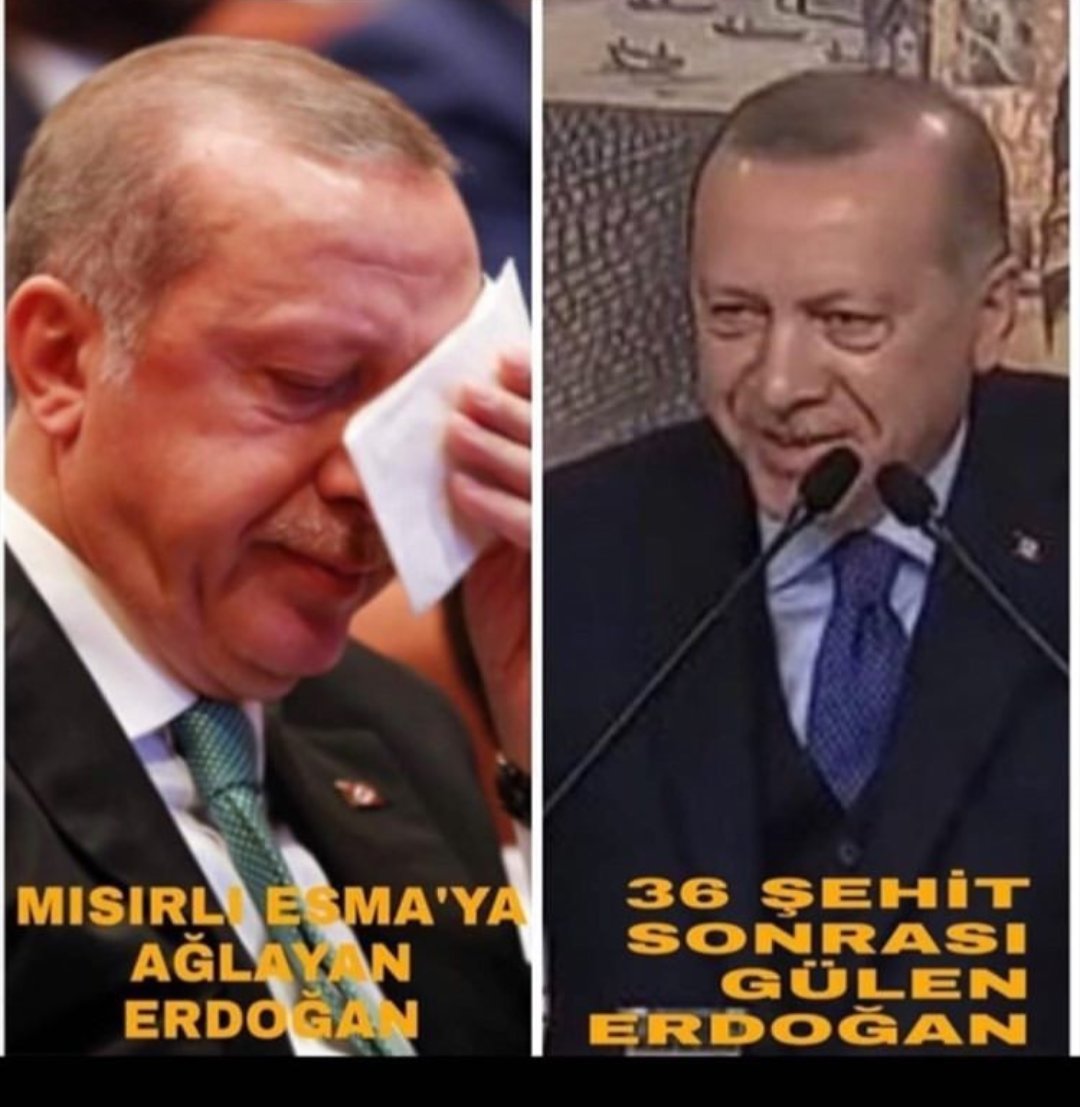 MISIRLI ESMA'YA
AĞLAYAN
ERDOĞAN
36 ŞEHİT
SONRASI
GÜLEN
ERDOĞAN